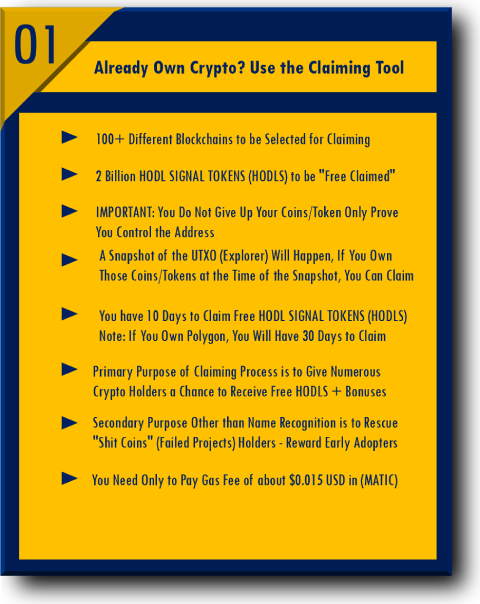 01
Already Own Crypto? Use the Claiming Tool
100+ Different Blockchains to be Selected for Claiming
2 Billion HODL SIGNAL TOKENS (HODLS) to be "Free Claimed"
IMPORTANT: You Do Not Give Up Your Coins/Token Only Prove
You Control the Address
A Snapshot of the UTXO (Explorer) Will Happen, If You Own
Those Coins/Tokens at the Time of the Snapshot, You Can Claim
You have 10 Days to Claim Free HODL SIGNAL TOKENS (HODLS)
Note: If You Own Polygon, You Will Have 30 Days to Claim
Primary Purpose of Claiming Process is to Give Numerous
Crypto Holders a Chance to Receive Free HODLS + Bonuses
Secondary Purpose Other than Name Recognition is to Rescue
"Shit Coins" (Failed Projects) Holders - Reward Early Adopters
You Need Only to Pay Gas Fee of about $0.015 USD in (MATIC)